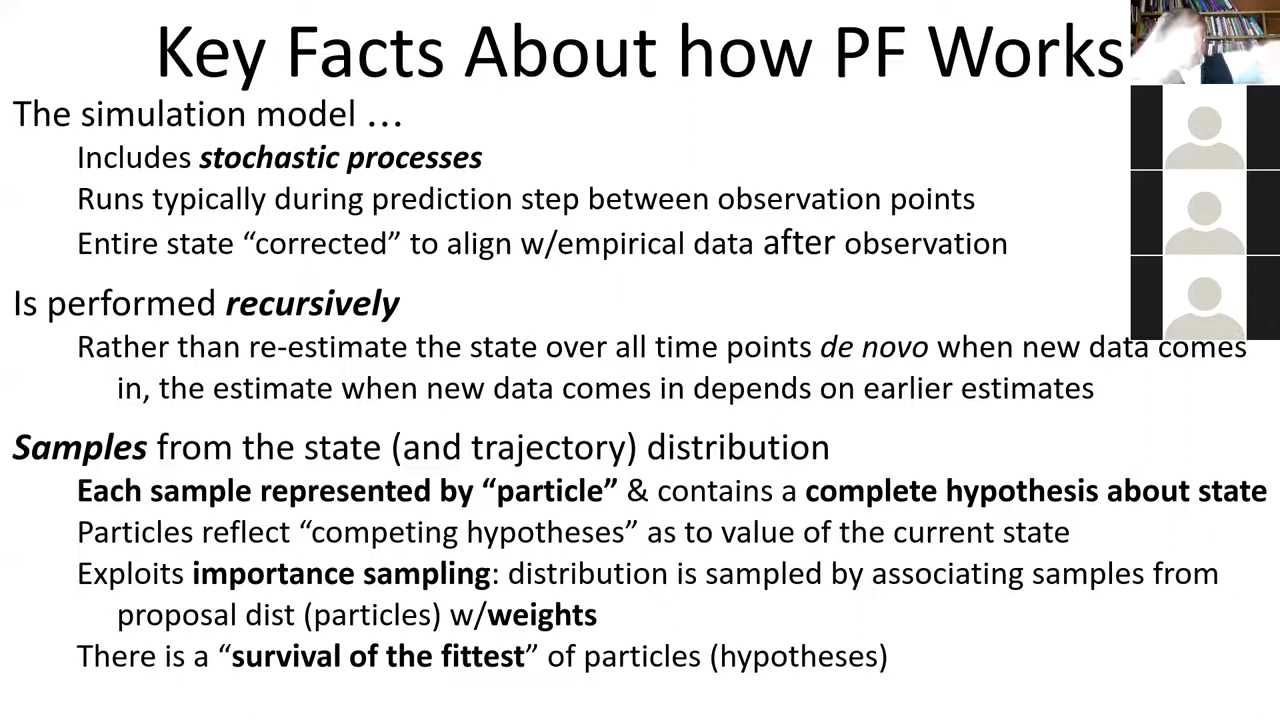 Key Facts About how PF Works
The simulation model …
Includes stochastic processes
Runs typically during prediction step between observation points
Entire state “corrected” to align w/empirical data after observation
Is performed recursively
Rather than re-estimate the state over all time points de novo when new data comes
in, the estimate when new data comes in depends on earlier estimates
Samples from the state (and trajectory) distribution
Each sample represented by “particle” & contains a complete hypothesis about state
Particles reflect “competing hypotheses” as to value of the current state
Exploits importance sampling: distribution is sampled by associating samples from
proposal dist (particles) w/weights
There is a “survival of the fittest” of particles (hypotheses)